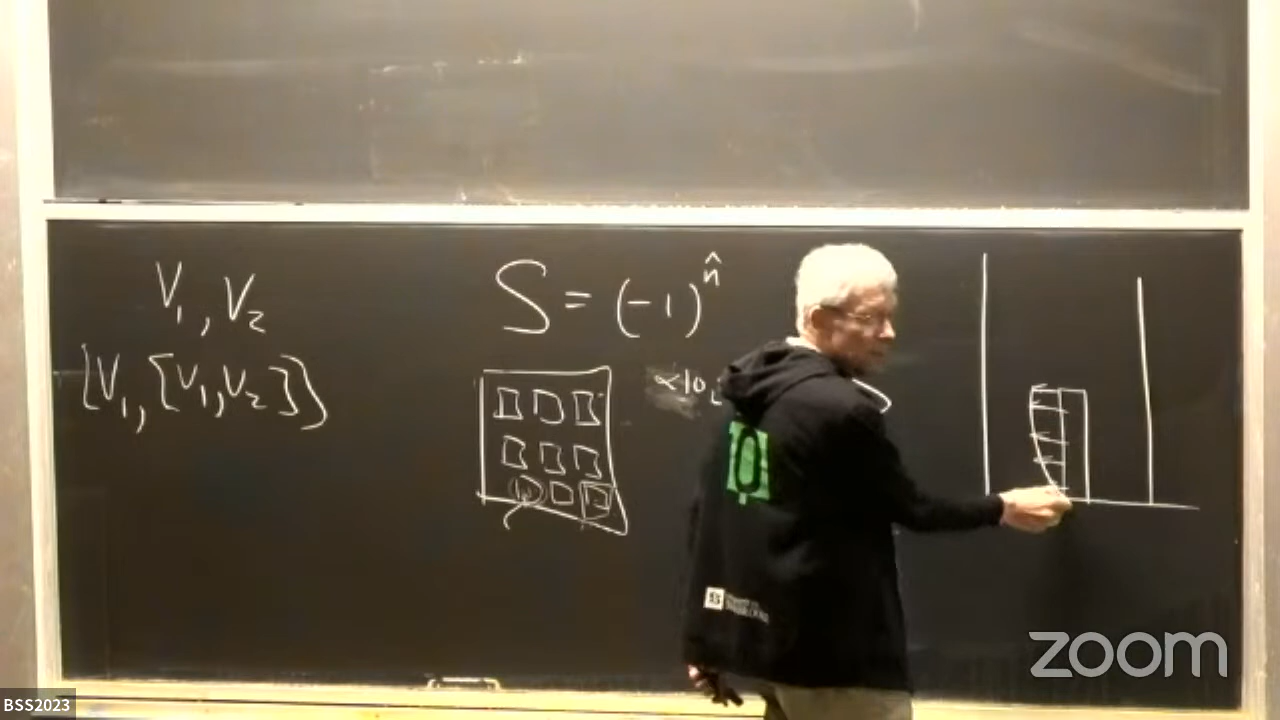 V₁, V₂
[V₁, [V₁, V₂]]
S = (-1)^n̂
zoom
BSS2023